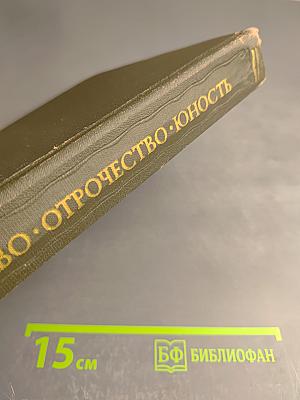 ВО · ОТРОЧЕСТВО · ЮНОСТЬ
15 см
БФ БИБЛИОФАН